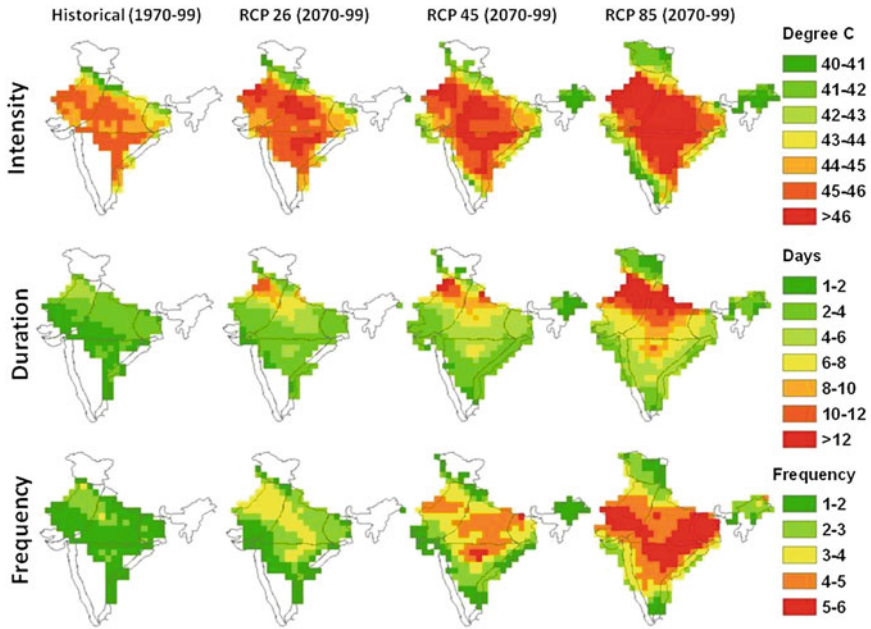 Historical (1970-99)
RCP 26 (2070-99)
RCP 45 (2070-99)
RCP 85 (2070-99)
Degree C
40-41
41-42
42-43
43-44
44-45
45-46
>46
Intensity
Days
1-2
2-4
4-6
6-8
8-10
10-12
>12
Duration
Frequency
1-2
2-3
3-4
4-5
5-6
Frequency